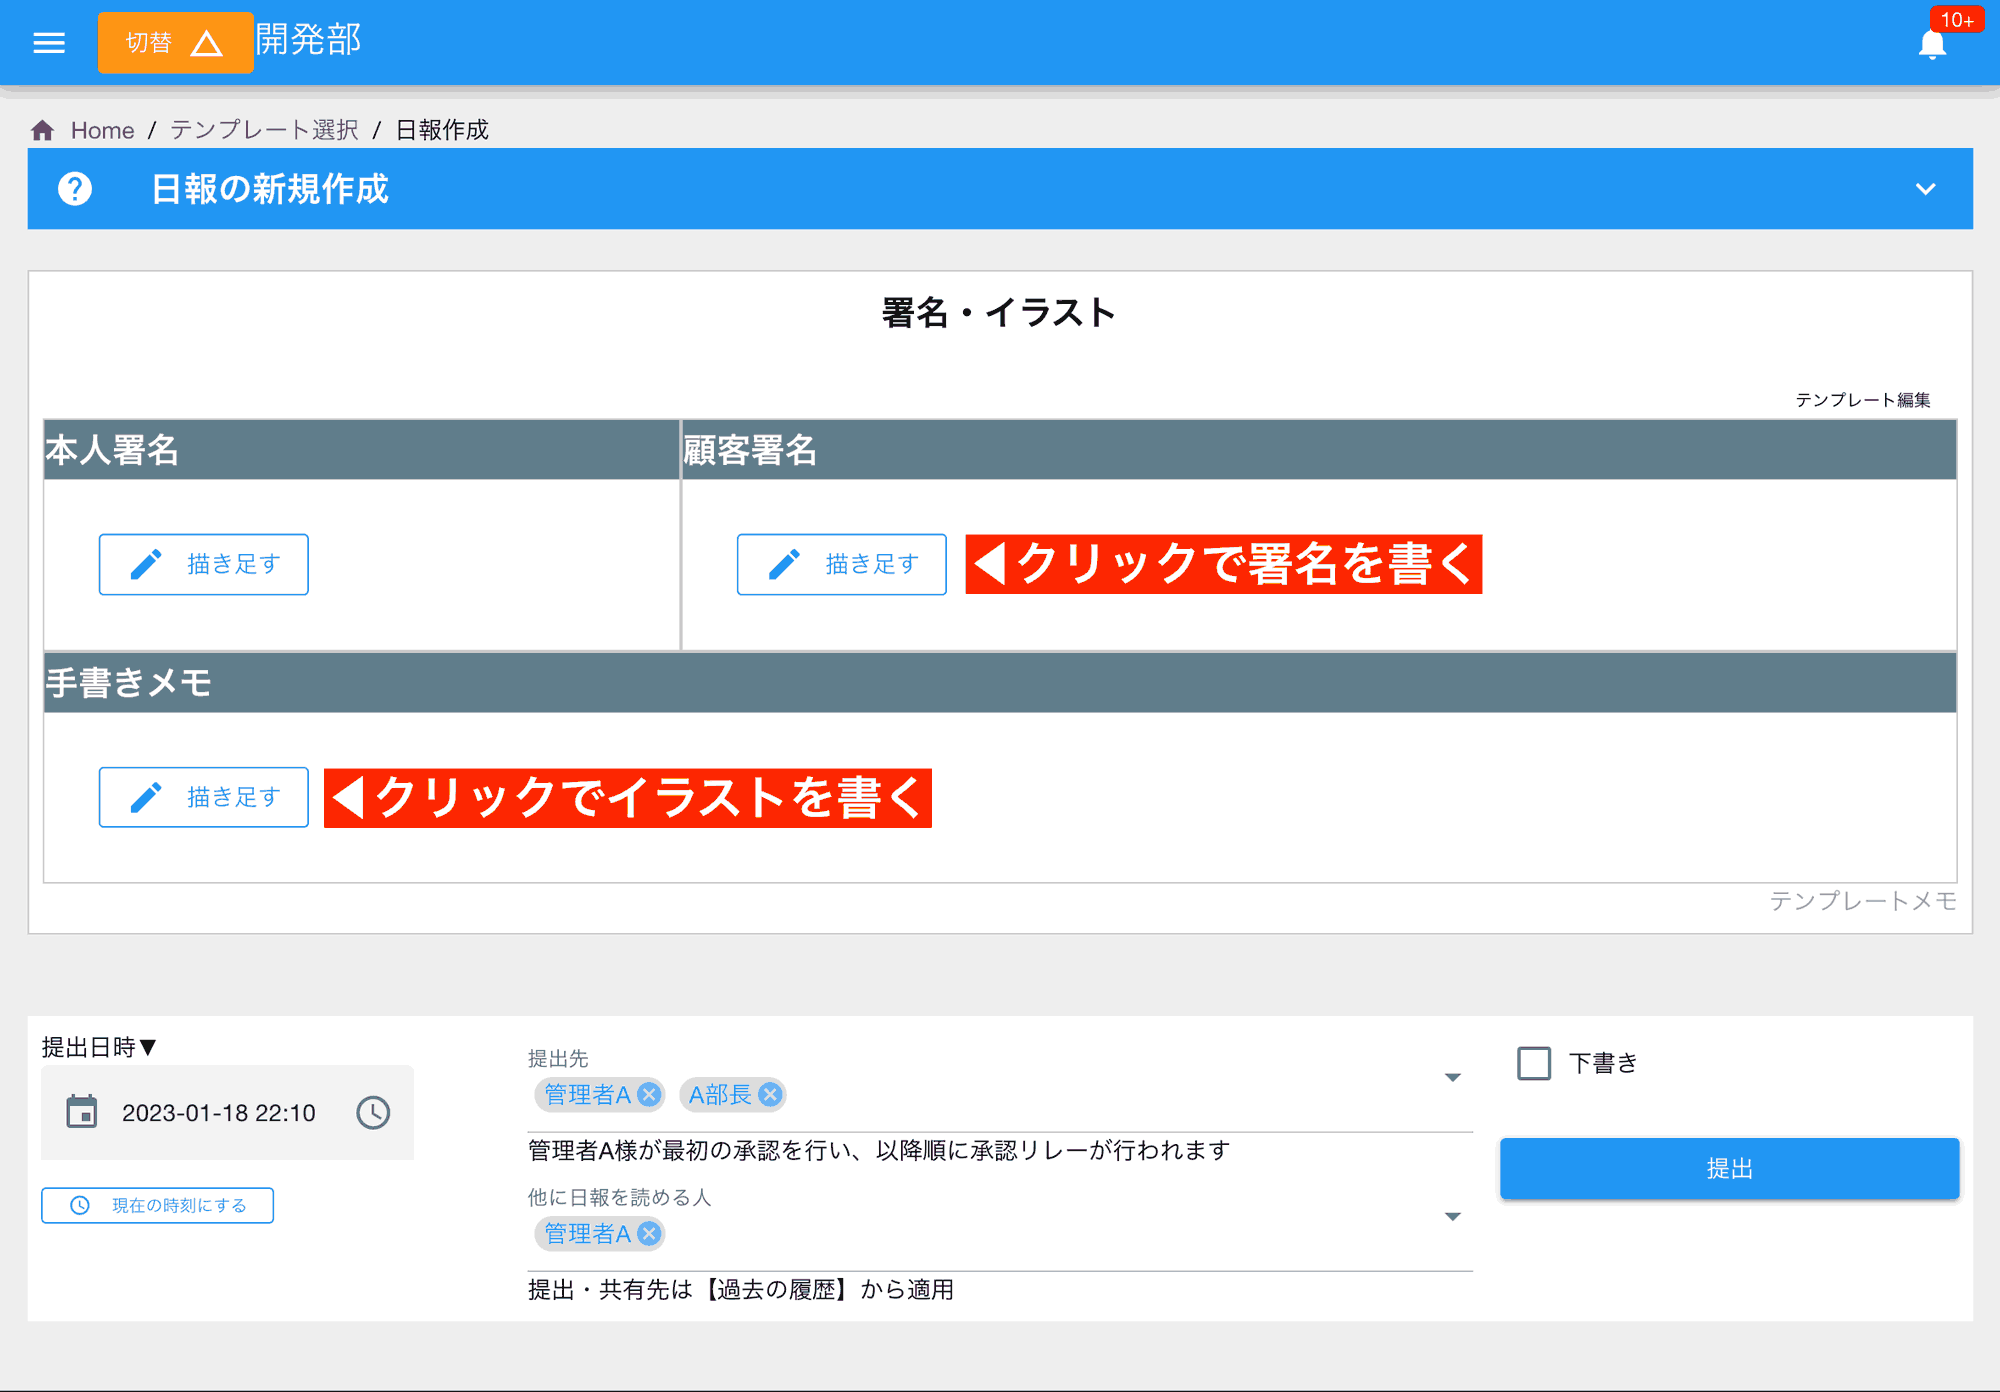 切替 開発部 10+
Home / テンプレート選択 / 日報作成
日報の新規作成
署名・イラスト
テンプレート編集
本人署名 顧客署名
描き足す 描き足す ◀クリックで署名を書く
手書きメモ
描き足す ◀クリックでイラストを書く
テンプレートメモ
提出日時▼
2023-01-18 22:10
現在の時刻にする
提出先
管理者A A部長
管理者A様が最初の承認を行い、以降順に承認リレーが行われます
他に日報を読める人
管理者A
提出・共有先は【過去の履歴】から適用
下書き
提出